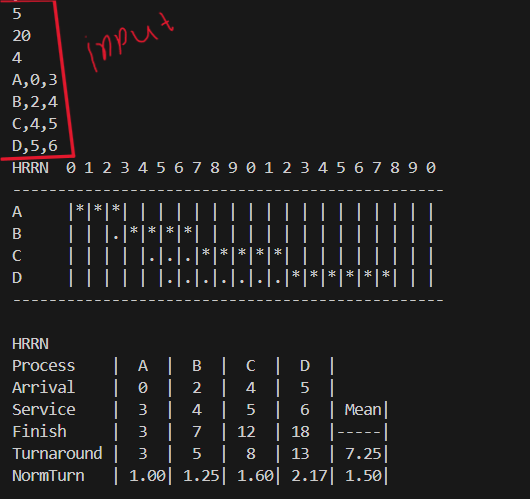 5
20
4
A,0,3
B,2,4
C,4,5
D,5,6
input
HRRN  0 1 2 3 4 5 6 7 8 9 0 1 2 3 4 5 6 7 8 9 0
------------------------------------------------
A     |*|*|*| | | | | | | | | | | | | | | | | |
B     | | |.|*|*|*|*| | | | | | | | | | | | | |
C     | | | | |.|.|.|*|*|*|*|*| | | | | | | | |
D     | | | | | |.|.|.|.|.|.|.|*|*|*|*|*|*| | |
------------------------------------------------
HRRN
Process    |  A  |  B  |  C  |  D  |
Arrival    |  0  |  2  |  4  |  5  |
Service    |  3  |  4  |  5  |  6  | Mean|
Finish     |  3  |  7  | 12  | 18  |-----|
Turnaround |  3  |  5  |  8  | 13  | 7.25|
NormTurn   | 1.00| 1.25| 1.60| 2.17| 1.50|